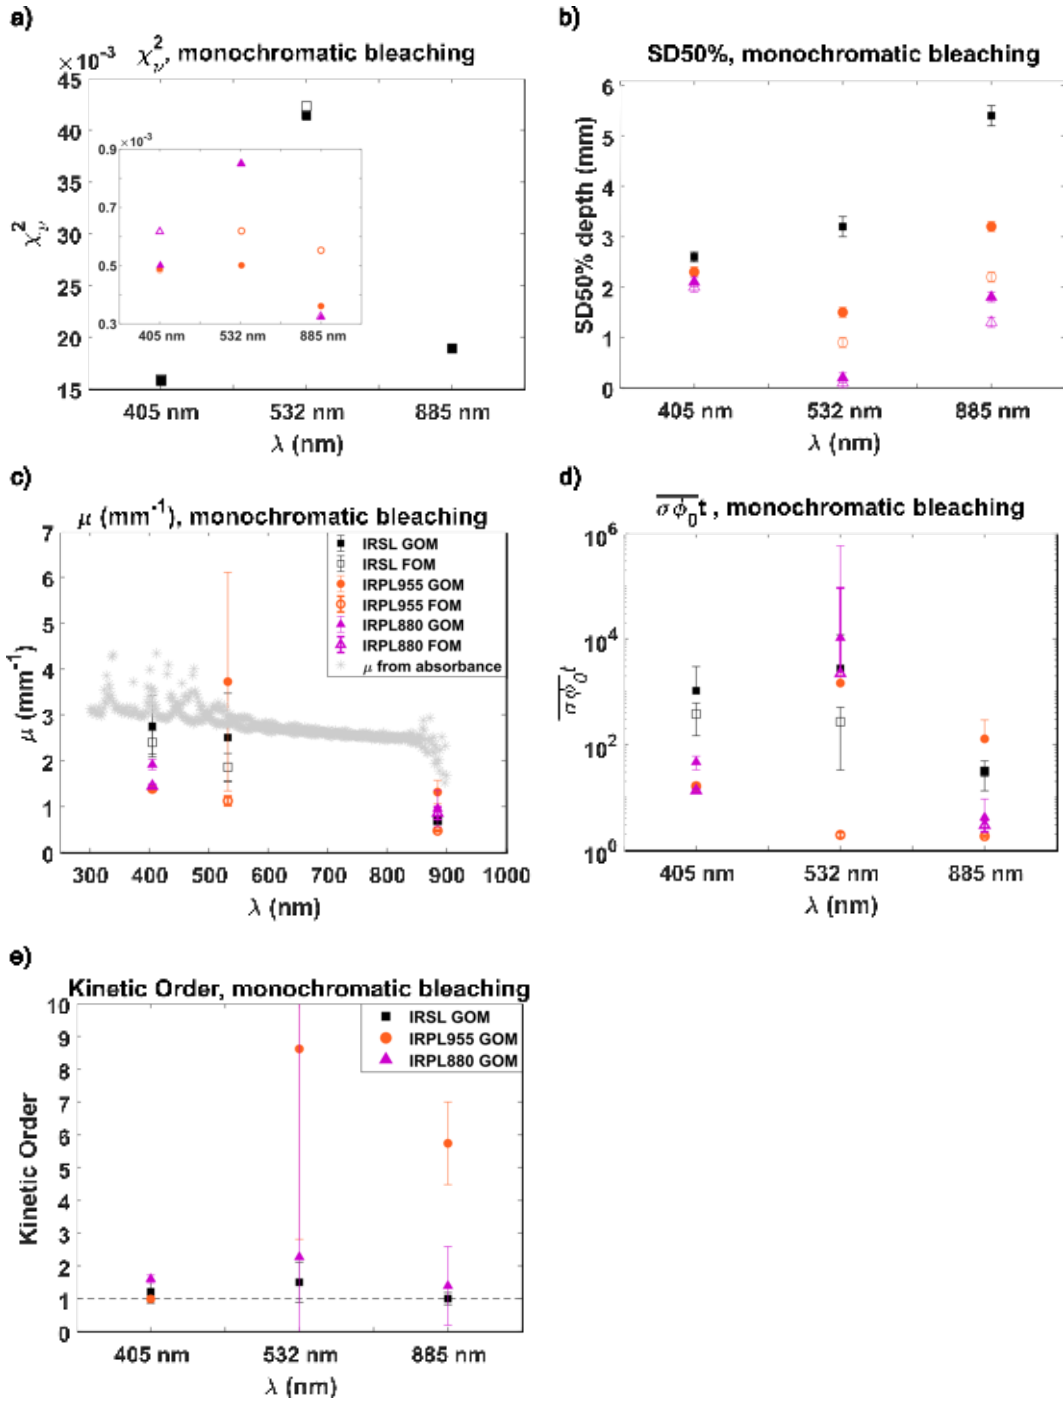 a)
×10⁻³
χ²ᵥ, monochromatic bleaching
45
40
35
30
25
20
15
χ²ᵥ
×10⁻³
0.9
0.7
0.5
0.3
405 nm
532 nm
885 nm
405 nm
532 nm
885 nm
λ (nm)
b)
SD50%, monochromatic bleaching
SD50% depth (mm)
6
5
4
3
2
1
0
405 nm
532 nm
885 nm
λ (nm)
c)
μ (mm⁻¹), monochromatic bleaching
μ (mm⁻¹)
7
6
5
4
3
2
1
0
IRSL GOM
IRSL FOM
IRPL955 GOM
IRPL955 FOM
IRPL880 GOM
IRPL880 FOM
μ from absorbance
300 400 500 600 700 800 900 1000
λ (nm)
d)
σφ₀t , monochromatic bleaching
σφ₀t
10⁶
10⁴
10²
10⁰
405 nm
532 nm
885 nm
λ (nm)
e)
Kinetic Order, monochromatic bleaching
Kinetic Order
10
9
8
7
6
5
4
3
2
1
0
IRSL GOM
IRPL955 GOM
IRPL880 GOM
405 nm
532 nm
885 nm
λ (nm)